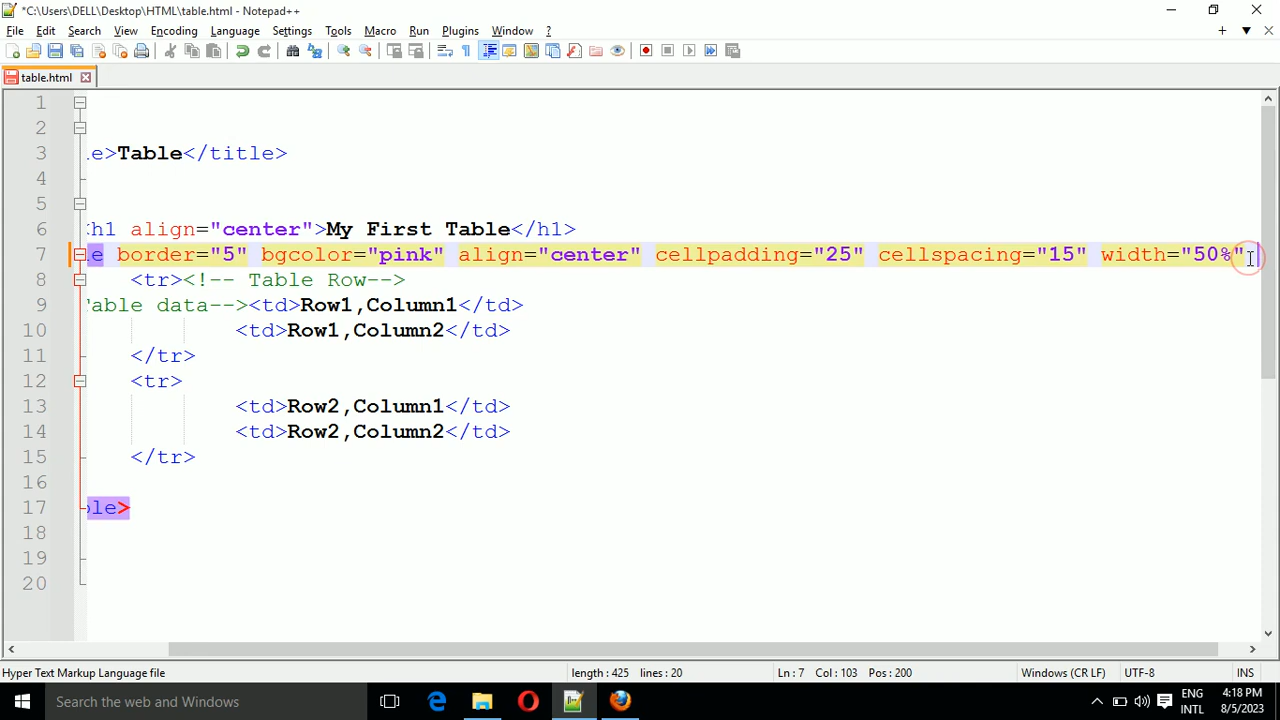 *C:\Users\DELL\Desktop\HTML\table.html - Notepad++
File Edit Search View Encoding Language Settings Tools Macro Run Plugins Window ?
table.html
1
2
3 le>Table</title>
4
5
6 <h1 align="center">My First Table</h1>
7 le border="5" bgcolor="pink" align="center" cellpadding="25" cellspacing="15" width="50%"
8 <tr><!-- Table Row-->
9 Table data--><td>Row1,Column1</td>
10 <td>Row1,Column2</td>
11 </tr>
12 <tr>
13 <td>Row2,Column1</td>
14 <td>Row2,Column2</td>
15 </tr>
16
17 ble>
18
19
20
Hyper Text Markup Language file length : 425 lines : 20 Ln : 7 Col : 103 Pos : 200 Windows (CR LF) UTF-8 INS
Search the web and Windows
ENG
INTL
4:18 PM
8/5/2023